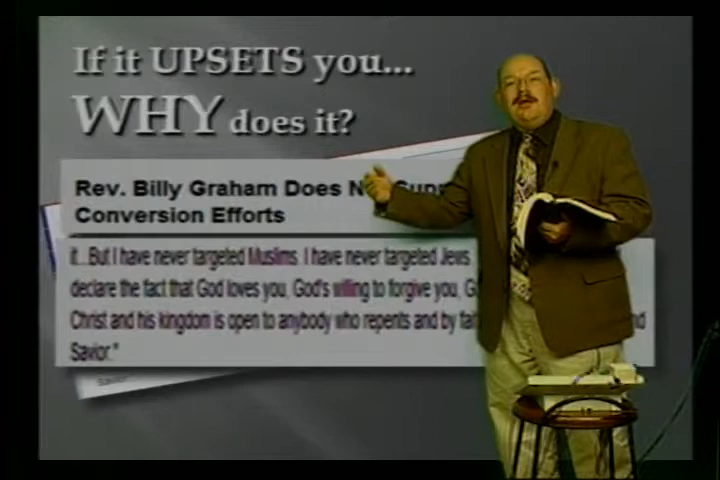 If it UPSETS you...
WHY does it?
Rev. Billy Graham Does
Conversion Efforts
it...But I have never targeted Muslims. I have never targeted Jews.
declare the fact that God loves you, God's willing to forgive you,
Christ and his kingdom is open to anybody who repents and by
Savior."